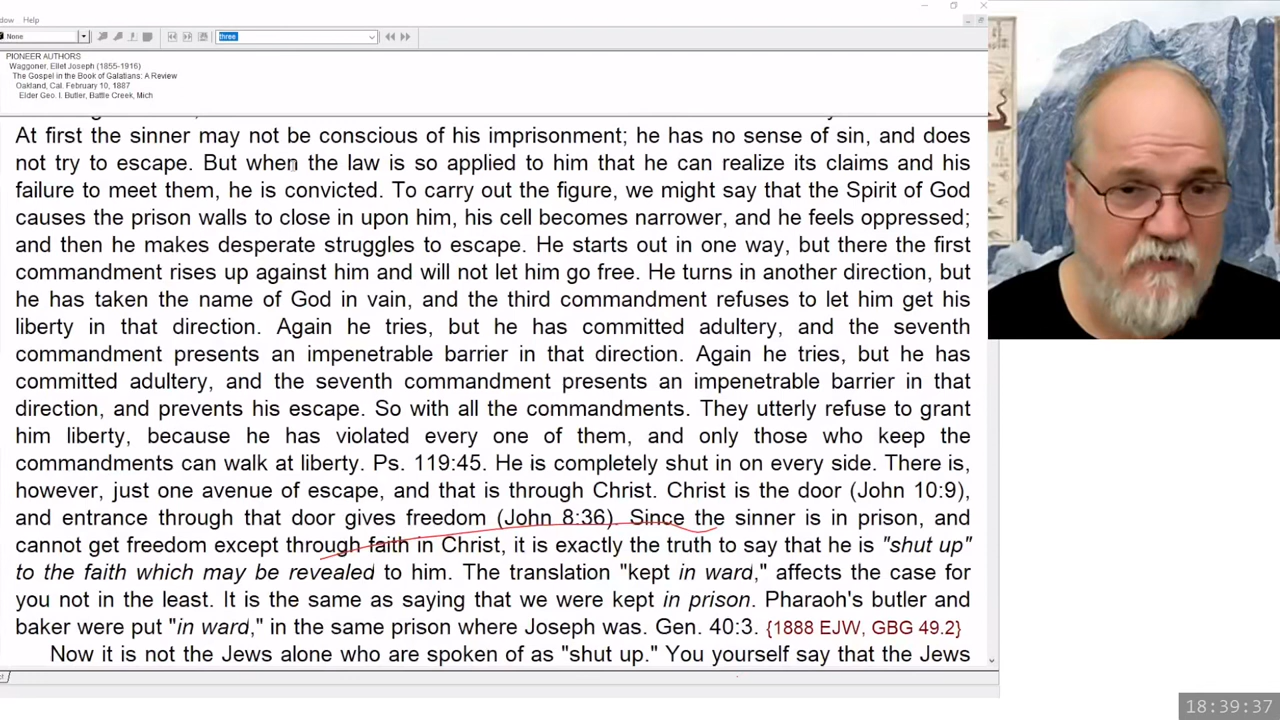 dow Help
None
three
PIONEER AUTHORS
Waggoner, Ellet Joseph (1855-1916)
The Gospel in the Book of Galatians: A Review
Oakland, Cal. February 10, 1887
Elder Geo. I. Butler, Battle Creek, Mich
At first the sinner may not be conscious of his imprisonment; he has no sense of sin, and does
not try to escape. But when the law is so applied to him that he can realize its claims and his
failure to meet them, he is convicted. To carry out the figure, we might say that the Spirit of God
causes the prison walls to close in upon him, his cell becomes narrower, and he feels oppressed;
and then he makes desperate struggles to escape. He starts out in one way, but there the first
commandment rises up against him and will not let him go free. He turns in another direction, but
he has taken the name of God in vain, and the third commandment refuses to let him get his
liberty in that direction. Again he tries, but he has committed adultery, and the seventh
commandment presents an impenetrable barrier in that direction. Again he tries, but he has
committed adultery, and the seventh commandment presents an impenetrable barrier in that
direction, and prevents his escape. So with all the commandments. They utterly refuse to grant
him liberty, because he has violated every one of them, and only those who keep the
commandments can walk at liberty. Ps. 119:45. He is completely shut in on every side. There is,
however, just one avenue of escape, and that is through Christ. Christ is the door (John 10:9),
and entrance through that door gives freedom (John 8:36). Since the sinner is in prison, and
cannot get freedom except through faith in Christ, it is exactly the truth to say that he is "shut up"
to the faith which may be revealed to him. The translation "kept in ward," affects the case for
you not in the least. It is the same as saying that we were kept in prison. Pharaoh's butler and
baker were put "in ward," in the same prison where Joseph was. Gen. 40:3. {1888 EJW, GBG 49.2}
Now it is not the Jews alone who are spoken of as "shut up." You yourself say that the Jews
18:39:37